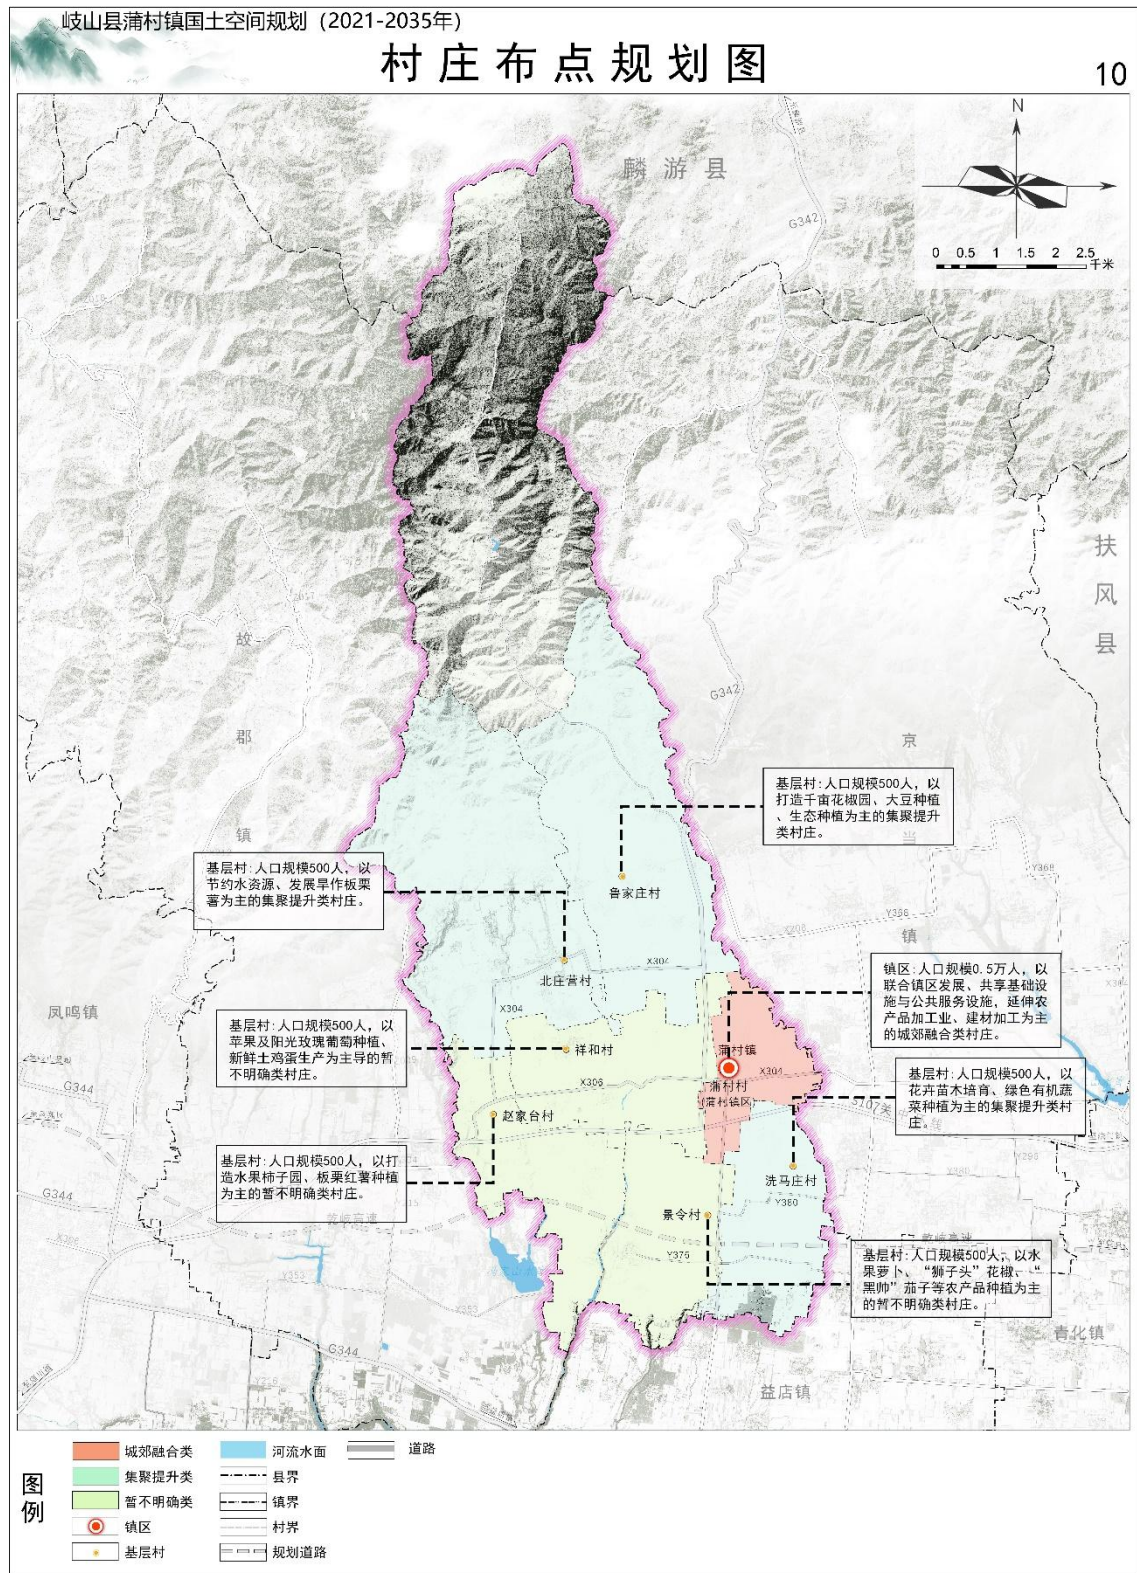 岐山县蒲村镇国土空间规划（2021-2035年）
村庄布点规划图
10
N
0 0.5 1 1.5 2 2.5
千米
麟游县
G342
扶风县
故郡镇
G342
京当镇
基层村：人口规模500人，以
打造千亩花椒园、大豆种植
、生态种植为主的集聚提升
类村庄。
基层村：人口规模500人，以
节约水资源、发展旱作板栗
薯为主的集聚提升类村庄。
鲁家庄村
Y368
Y368
X304
北庄营村
镇区：人口规模0.5万人，以
联合镇区发展、共享基础设
施与公共服务设施，延伸农
产品加工业、建材加工为主
的城郊融合类村庄。
凤鸣镇
X304
基层村：人口规模500人，以
苹果及阳光玫瑰葡萄种植、
新鲜土鸡蛋生产为主导的暂
不明确类村庄。
祥和村
蒲村镇
X304
X306
蒲村村
(蒲村镇区)
基层村：人口规模500人，以
花卉苗木培育、绿色有机蔬
菜种植为主的集聚提升类村
庄。
G344
赵家台村
基层村：人口规模500人，以打
造水果柿子园、板栗红薯种植
为主的暂不明确类村庄。
洗马庄村
Y380
G344
景令村
乾岐高速
乾岐高速
Y376
基层村：人口规模500人，以水
果萝卜、“狮子头”花椒、“
黑帅”茄子等农产品种植为主
的暂不明确类村庄。
Y353
青化镇
G344
益店镇
图例
城郊融合类
河流水面
道路
集聚提升类
县界
暂不明确类
镇界
镇区
村界
基层村
规划道路